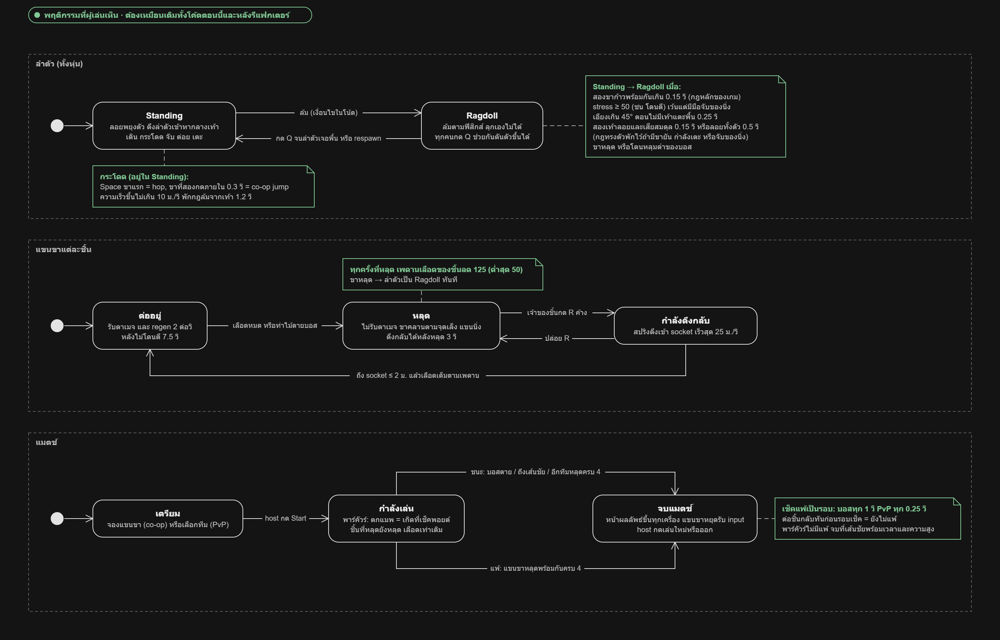 พฤติกรรมที่ผู้เล่นเห็น · ต้องเหมือนเดิมทั้งโค้ดตอนนี้และหลังรีแฟกเตอร์
ลำตัว (ทั้งหุ่น)
Standing
ลอยพยุงตัว ดึงลำตัวเข้าหากลางเท้า
เดิน กระโดด จับ ต่อย เตะ
ล้ม (เงื่อนไขในโน้ต)
กด Q จนลำตัวเจอพื้น หรือ respawn
Ragdoll
ล้มตามฟิสิกส์ ลุกเองไม่ได้
ทุกคนกด Q ช่วยกันดันตัวขึ้นได้
Standing → Ragdoll เมื่อ:
สองขาก้าวพร้อมกันเกิน 0.15 วิ (กฎหลักของเกม)
stress ≥ 50 (ชน โดนตี) เว้นแต่มีมือจับของนิ่ง
เอียงเกิน 45° ตอนไม่มีเท้าแตะพื้น 0.25 วิ
สองเท้าลอยและเสียสมดุล 0.15 วิ หรือลอยทั้งตัว 0.5 วิ
(กฎทรงตัวพักไว้ถ้ามีขายัน กำลังเตะ หรือจับของนิ่ง)
ขาหลุด หรือโดนหลุมดำของบอส
กระโดด (อยู่ใน Standing):
Space ขาแรก = hop, ขาที่สองกดภายใน 0.3 วิ = co-op jump
ความเร็วขึ้นไม่เกิน 10 ม./วิ พักกฎล้มจากเท้า 1.2 วิ
แขนขาแต่ละชิ้น
ทุกครั้งที่หลุด เพดานเลือดของชิ้นลด 125 (ต่ำสุด 50)
ขาหลุด → ลำตัวเป็น Ragdoll ทันที
ต่ออยู่
รับดาเมจ และ regen 2 ต่อวิ
หลังไม่โดนตี 7.5 วิ
เลือดหมด หรือท่าไม้ตายบอส
หลุด
ไม่รับดาเมจ ขาคลานตามจุดเล็ง แขนนิ่ง
ดึงกลับได้หลังหลุด 3 วิ
เจ้าของชิ้นกด R ค้าง
ปล่อย R
กำลังดึงกลับ
สปริงดึงเข้า socket เร็วสุด 25 ม./วิ
ถึง socket ≤ 2 ม. แล้วเลือดเต็มตามเพดาน
แมตช์
ชนะ: บอสตาย / ถึงเส้นชัย / อีกทีมหลุดครบ 4
เตรียม
จองแขนขา (co-op) หรือเลือกทีม (PvP)
host กด Start
กำลังเล่น
พาร์คัวร์: ตกแมพ = เกิดที่เช็คพอยต์
ชิ้นที่หลุดยังหลุด เลือดเท่าเดิม
จบแมตช์
หน้าผลลัพธ์ขึ้นทุกเครื่อง แขนขาหยุดรับ input
host กดเล่นใหม่หรือออก
เช็คแพ้เป็นรอบ: บอสทุก 1 วิ PvP ทุก 0.25 วิ
ต่อชิ้นกลับทันก่อนรอบเช็ค = ยังไม่แพ้
พาร์คัวร์ไม่มีแพ้ จบที่เส้นชัยพร้อมเวลาและความสูง
แพ้: แขนขาหลุดพร้อมกันครบ 4